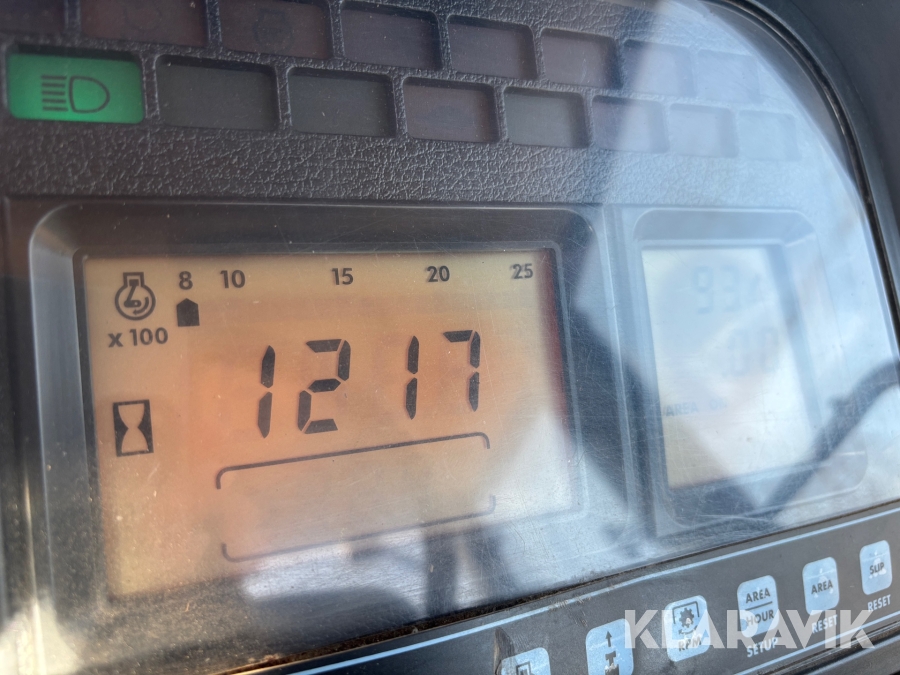 8 10 15 20 25
x 100
1217
AREA
HOUR
AREA
SLIP
RPM
SETUP
RESET
RESET
KLARAVIK